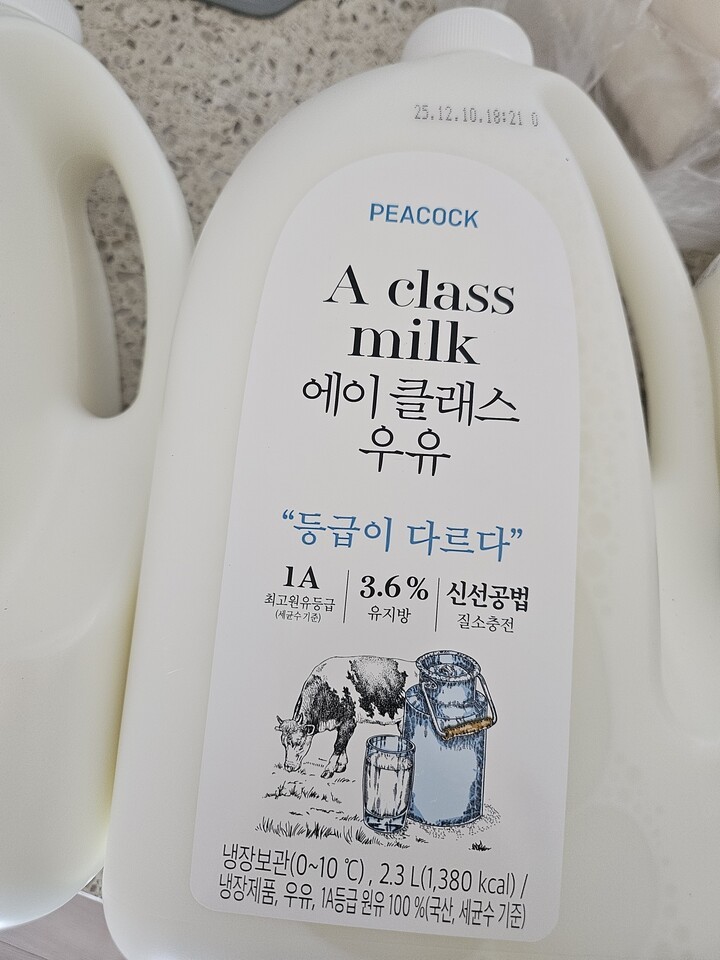 25.12.10.18:21 0
PEACOCK
A class
milk
에이 클래스
우유
“등급이 다르다”
1A 3.6% 신선공법
최고원유등급 유지방 질소충전
(세균수 기준)
냉장보관(0~10 ℃), 2.3 L(1,380 kcal) /
냉장제품, 우유, 1A등급 원유 100 %(국산, 세균수 기준)